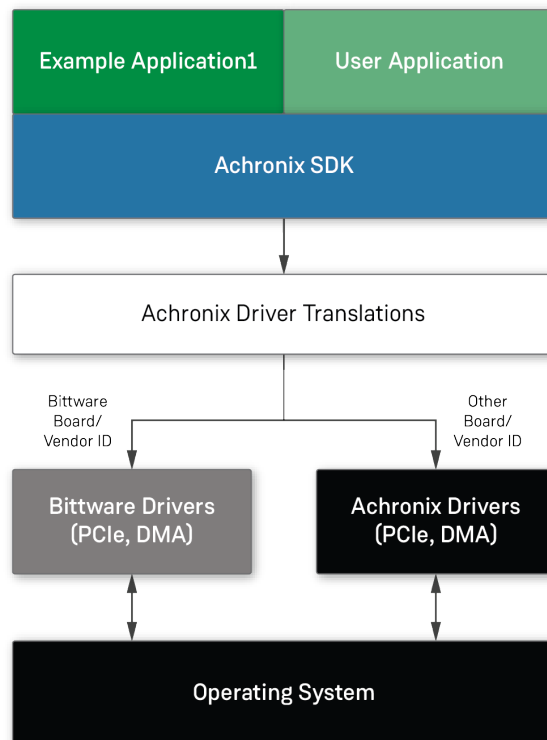 Example Application1
User Application
Achronix SDK
Achronix Driver Translations
Bittware
Board/
Vendor ID
Other
Board/
Vendor ID
Bittware Drivers
(PCIe, DMA)
Achronix Drivers
(PCIe, DMA)
Operating System